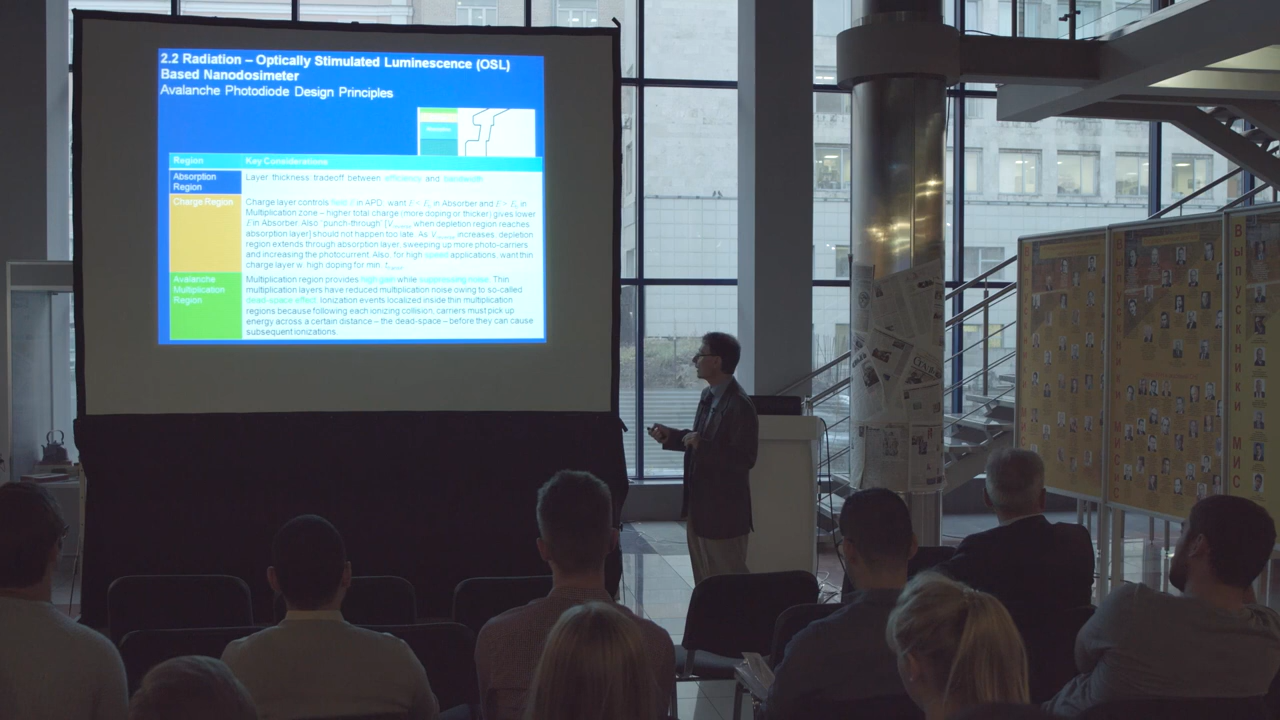 2.2 Radiation – Optically Stimulated Luminescence (OSL)
Based Nanodosimeter
Avalanche Photodiode Design Principles
Region
Key Considerations
Absorption
Region
Layer thickness: tradeoff between efficiency and bandwidth
Charge Region
Charge layer controls field in APD: want in Absorber and in
Multiplication zone – higher total charge (more doping or thicker) gives lower
E in Absorber. Also "punch-through" [V when depletion region reaches
absorption layer] should not happen too late. As V increases, depletion
region extends through absorption layer, sweeping up more photo-carriers
and increasing the photocurrent. Also, for high speed applications, want thin
charge layer w. high doping for min.
Avalanche
Multiplication
Region
Multiplication region provides high gain while suppressing noise. Thin
multiplication layers have reduced multiplication noise owing to so-called
dead-space effect. Ionization events localized inside thin multiplication
regions because following each ionizing collision, carriers must pick up
energy across a certain distance – the dead-space – before they can cause
subsequent ionizations.
ВЫПУСКНИКИ МИС